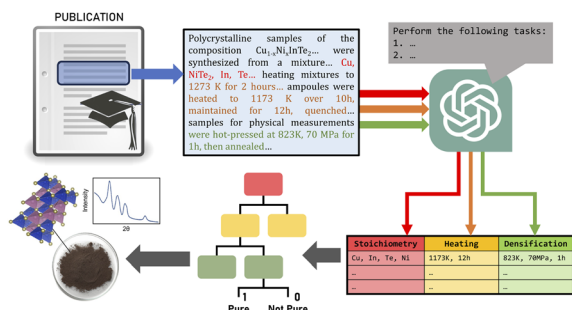 PUBLICATION
Polycrystalline samples of the
composition Cu₁₋ₓNiₓInTe₂… were
synthesized from a mixture… Cu,
NiTe₂, In, Te… heating mixtures to
1273 K for 2 hours… ampoules were
heated to 1173 K over 10h,
maintained for 12h, quenched…
samples for physical measurements
were hot-pressed at 823K, 70 MPa for
1h, then annealed…
Perform the following tasks:
1. …
2. …
Stoichiometry Heating Densification
Cu, In, Te, Ni 1173K, 12h 823K, 70MPa, 1h
… … …
… … …
1 0
Pure Not Pure
Intensity
2θ